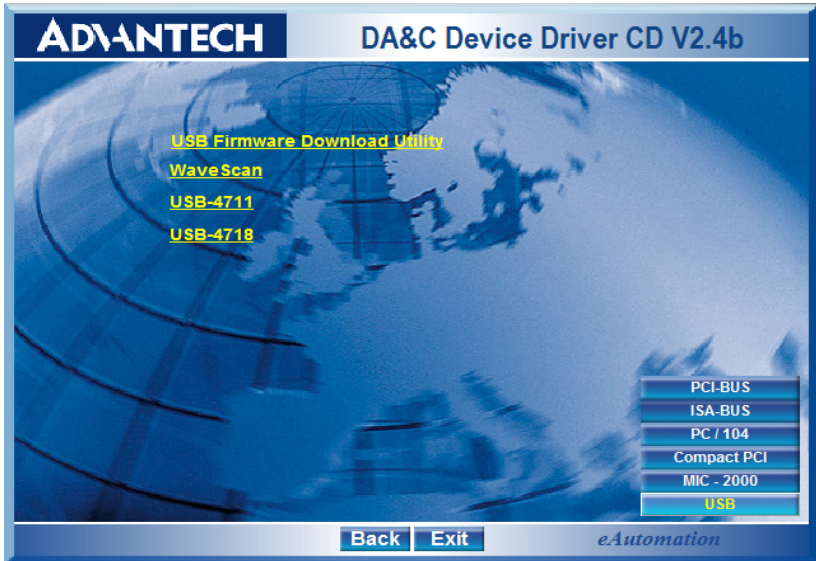 ADVANTECH
DA&C Device Driver CD V2.4b
USB Firmware Download Utility
WaveScan
USB-4711
USB-4718
PCI-BUS
ISA-BUS
PC / 104
Compact PCI
MIC - 2000
USB
Back
Exit
eAutomation